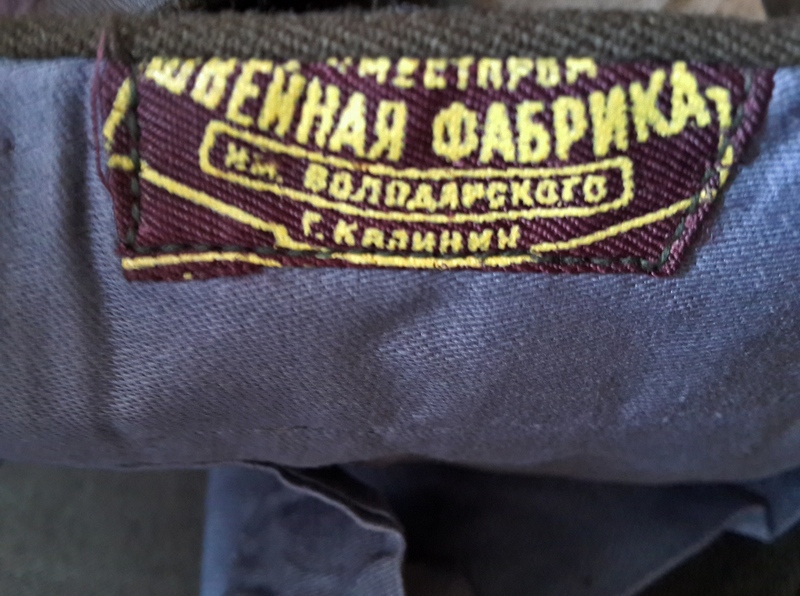 МЕСТПРОМ
ШВЕЙНАЯ ФАБРИКА
ИМ. ВОЛОДАРСКОГО
Г. КАЛИНИН